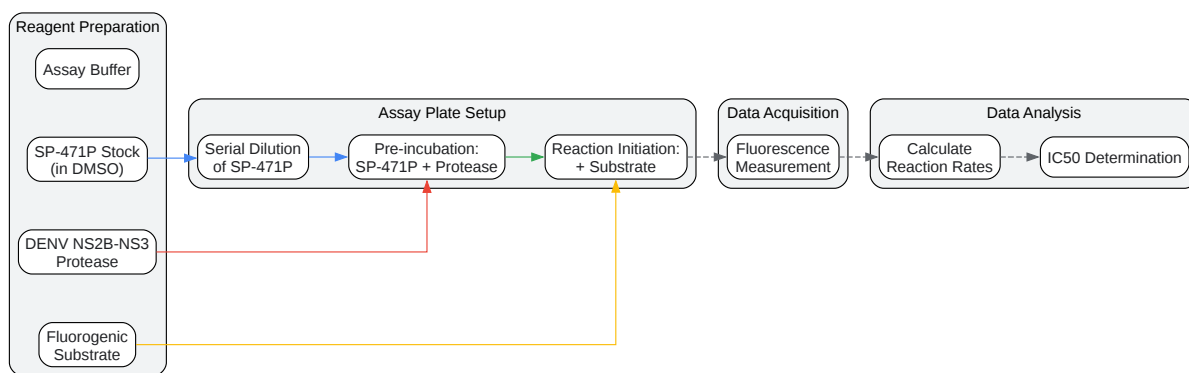 Reagent Preparation
Assay Buffer
SP-471P Stock
(in DMSO)
DENV NS2B-NS3
Protease
Fluorogenic
Substrate
Assay Plate Setup
Serial Dilution
of SP-471P
Pre-incubation:
SP-471P + Protease
Reaction Initiation:
+ Substrate
Data Acquisition
Fluorescence
Measurement
Data Analysis
Calculate
Reaction Rates
IC50 Determination